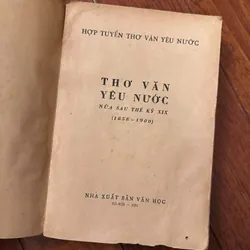 HỢP TUYỂN THƠ VĂN YÊU NƯỚC
THƠ VĂN
YÊU NƯỚC
NỬA SAU THẾ KỶ XIX
(1858 - 1900)
NHÀ XUẤT BẢN VĂN HỌC